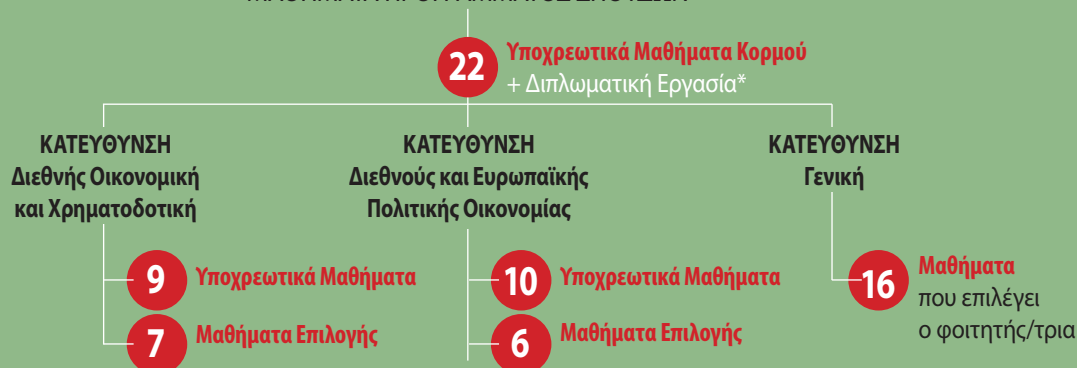 22
Υποχρεωτικά Μαθήματα Κορμού
+ Διπλωματική Εργασία*
ΚΑΤΕΥΘΥΝΣΗ
Διεθνής Οικονομική
και Χρηματοδοτική
ΚΑΤΕΥΘΥΝΣΗ
Διεθνούς και Ευρωπαϊκής
Πολιτικής Οικονομίας
ΚΑΤΕΥΘΥΝΣΗ
Γενική
9 Υποχρεωτικά Μαθήματα
7 Μαθήματα Επιλογής
10 Υποχρεωτικά Μαθήματα
6 Μαθήματα Επιλογής
16
Μαθήματα
που επιλέγει
ο φοιτητής/τρια